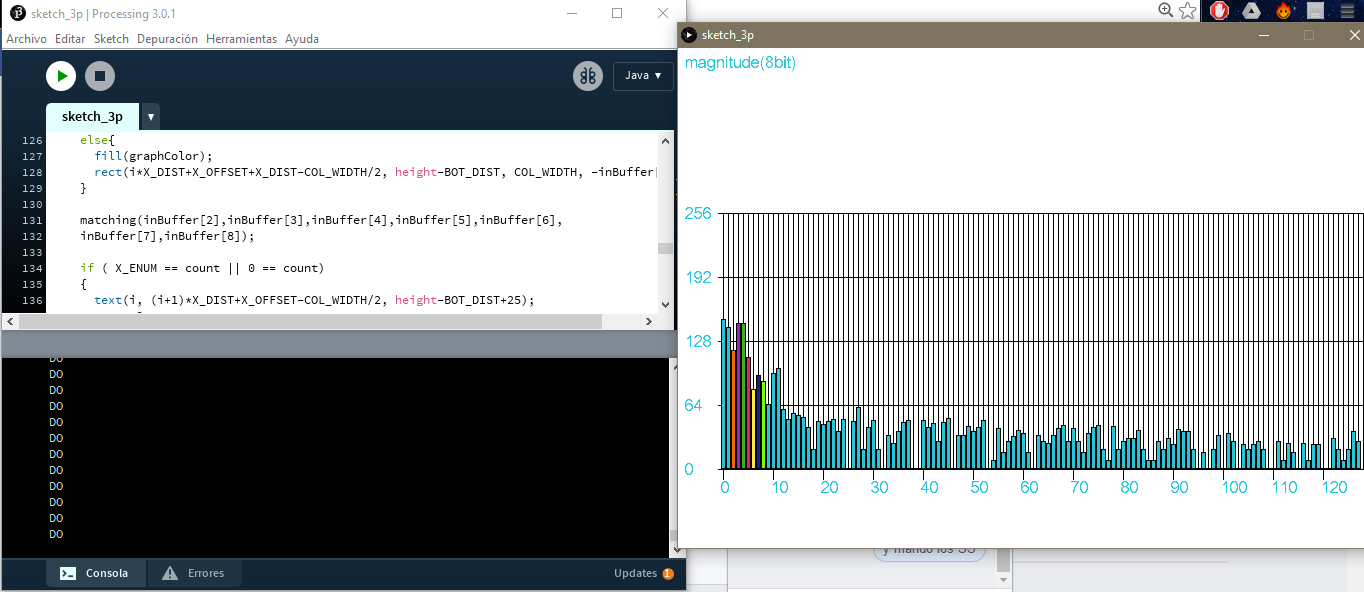 sketch_3p | Processing 3.0.1
Archivo Editar Sketch Depuración Herramientas Ayuda
Java ▼
sketch_3p ▼
126 else{
127 fill(graphColor);
128 rect(i*X_DIST+X_OFFSET+X_DIST-COL_WIDTH/2, height-BOT_DIST, COL_WIDTH, -inBuffer[
129 }
130
131 matching(inBuffer[2],inBuffer[3],inBuffer[4],inBuffer[5],inBuffer[6],
132 inBuffer[7],inBuffer[8]);
133
134 if ( X_ENUM == count || 0 == count)
135 {
136 text(i, (i+1)*X_DIST+X_OFFSET-COL_WIDTH/2, height-BOT_DIST+25);
DO
DO
DO
DO
DO
DO
DO
DO
DO
DO
DO
DO
Consola Errores
Updates 1
sketch_3p
magnitude(8bit)
256
192
128
64
0
0 10 20 30 40 50 60 70 80 90 100 110 120
y mando los SS